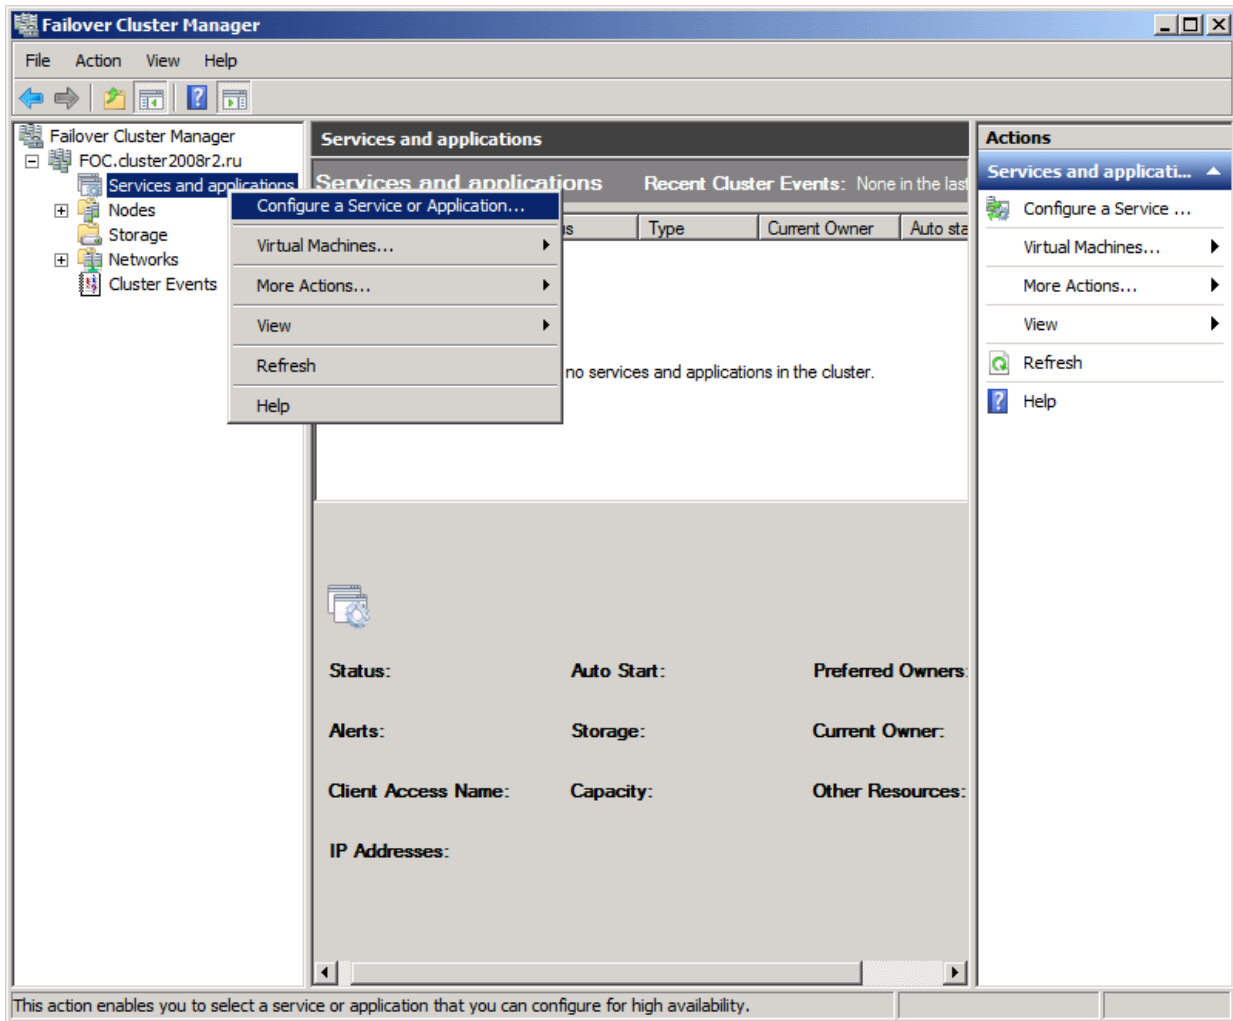 Failover Cluster Manager
File Action View Help
Failover Cluster Manager
FOC.cluster2008r2.ru
Services and applications
Nodes
Storage
Networks
Cluster Events
Services and applications
Services and applications Recent Cluster Events: None in the last
us Type Current Owner Auto sta
no services and applications in the cluster.
Configure a Service or Application...
Virtual Machines...
More Actions...
View
Refresh
Help
Status: Auto Start: Preferred Owners:
Alerts: Storage: Current Owner:
Client Access Name: Capacity: Other Resources:
IP Addresses:
Actions
Services and applicati...
Configure a Service ...
Virtual Machines...
More Actions...
View
Refresh
Help
This action enables you to select a service or application that you can configure for high availability.